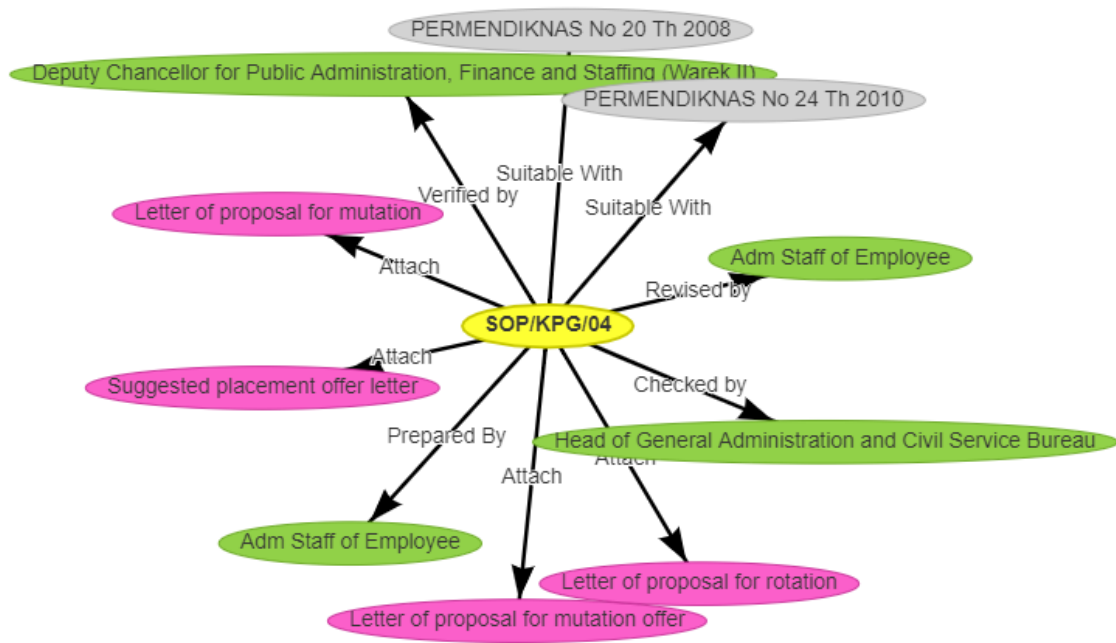 PERMENDIKNAS No 20 Th 2008
Deputy Chancellor for Public Administration, Finance and Staffing (Warek II)
PERMENDIKNAS No 24 Th 2010
Suitable With
Verified by
Suitable With
Letter of proposal for mutation
Adm Staff of Employee
Attach
Revised by
SOP/KPG/04
Attach
Checked by
Suggested placement offer letter
Prepared By
Head of General Administration and Civil Service Bureau
Attach
Attach
Adm Staff of Employee
Letter of proposal for rotation
Letter of proposal for mutation offer